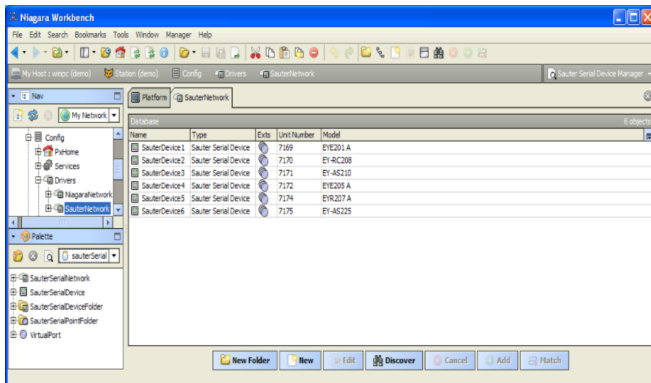 Niagara Workbench
File Edit Search Bookmarks Tools Window Manager Help
My Host : winpc (demo) Station (demo) Config Drivers SauterNetwork Sauter Serial Device Manager
Nav
My Network
Config
PxHome
Services
Drivers
NiagaraNetwork
SauterNetwork
Palette
sauterSerial
SauterSerialNetwork
SauterSerialDevice
SauterSerialDeviceFolder
SauterSerialPointFolder
VirtualPort
Platform SauterNetwork
Database 6 objects
Name Type Exts Unit Number Model
SauterDevice1 Sauter Serial Device 7169 EYE201 A
SauterDevice2 Sauter Serial Device 7170 EY-RC208
SauterDevice3 Sauter Serial Device 7171 EY-AS210
SauterDevice4 Sauter Serial Device 7172 EYE205 A
SauterDevice5 Sauter Serial Device 7174 EYR207 A
SauterDevice6 Sauter Serial Device 7175 EY-AS225
New Folder New Edit Discover Cancel Add Match